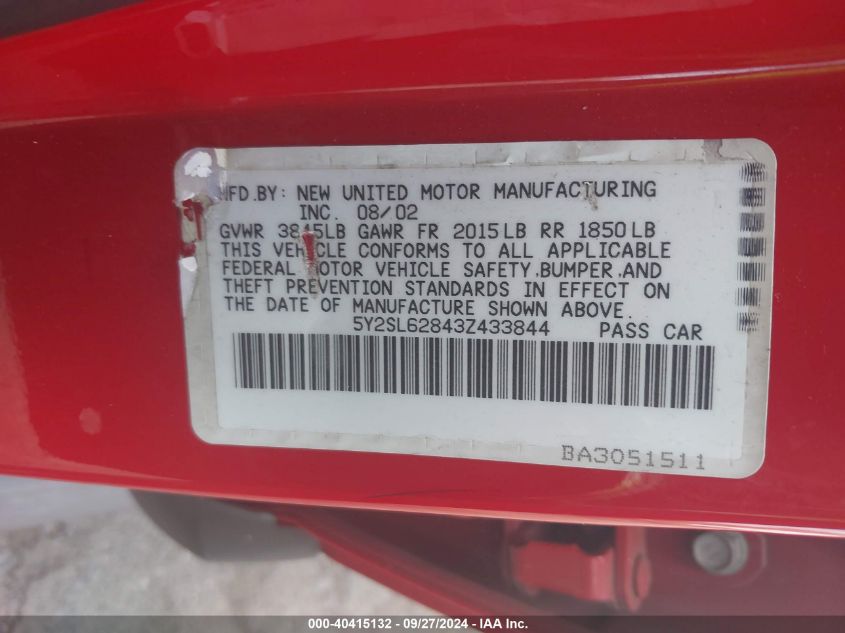 MFD.BY: NEW UNITED MOTOR MANUFACTURING
INC. 08/02
GVWR 3845LB GAWR FR 2015LB RR 1850LB
THIS VEHICLE CONFORMS TO ALL APPLICABLE
FEDERAL MOTOR VEHICLE SAFETY,BUMPER,AND
THEFT PREVENTION STANDARDS IN EFFECT ON
THE DATE OF MANUFACTURE SHOWN ABOVE.
5Y2SL62843Z433844 PASS CAR
BA3051511
000-40415132 - 09/27/2024 - IAA Inc.